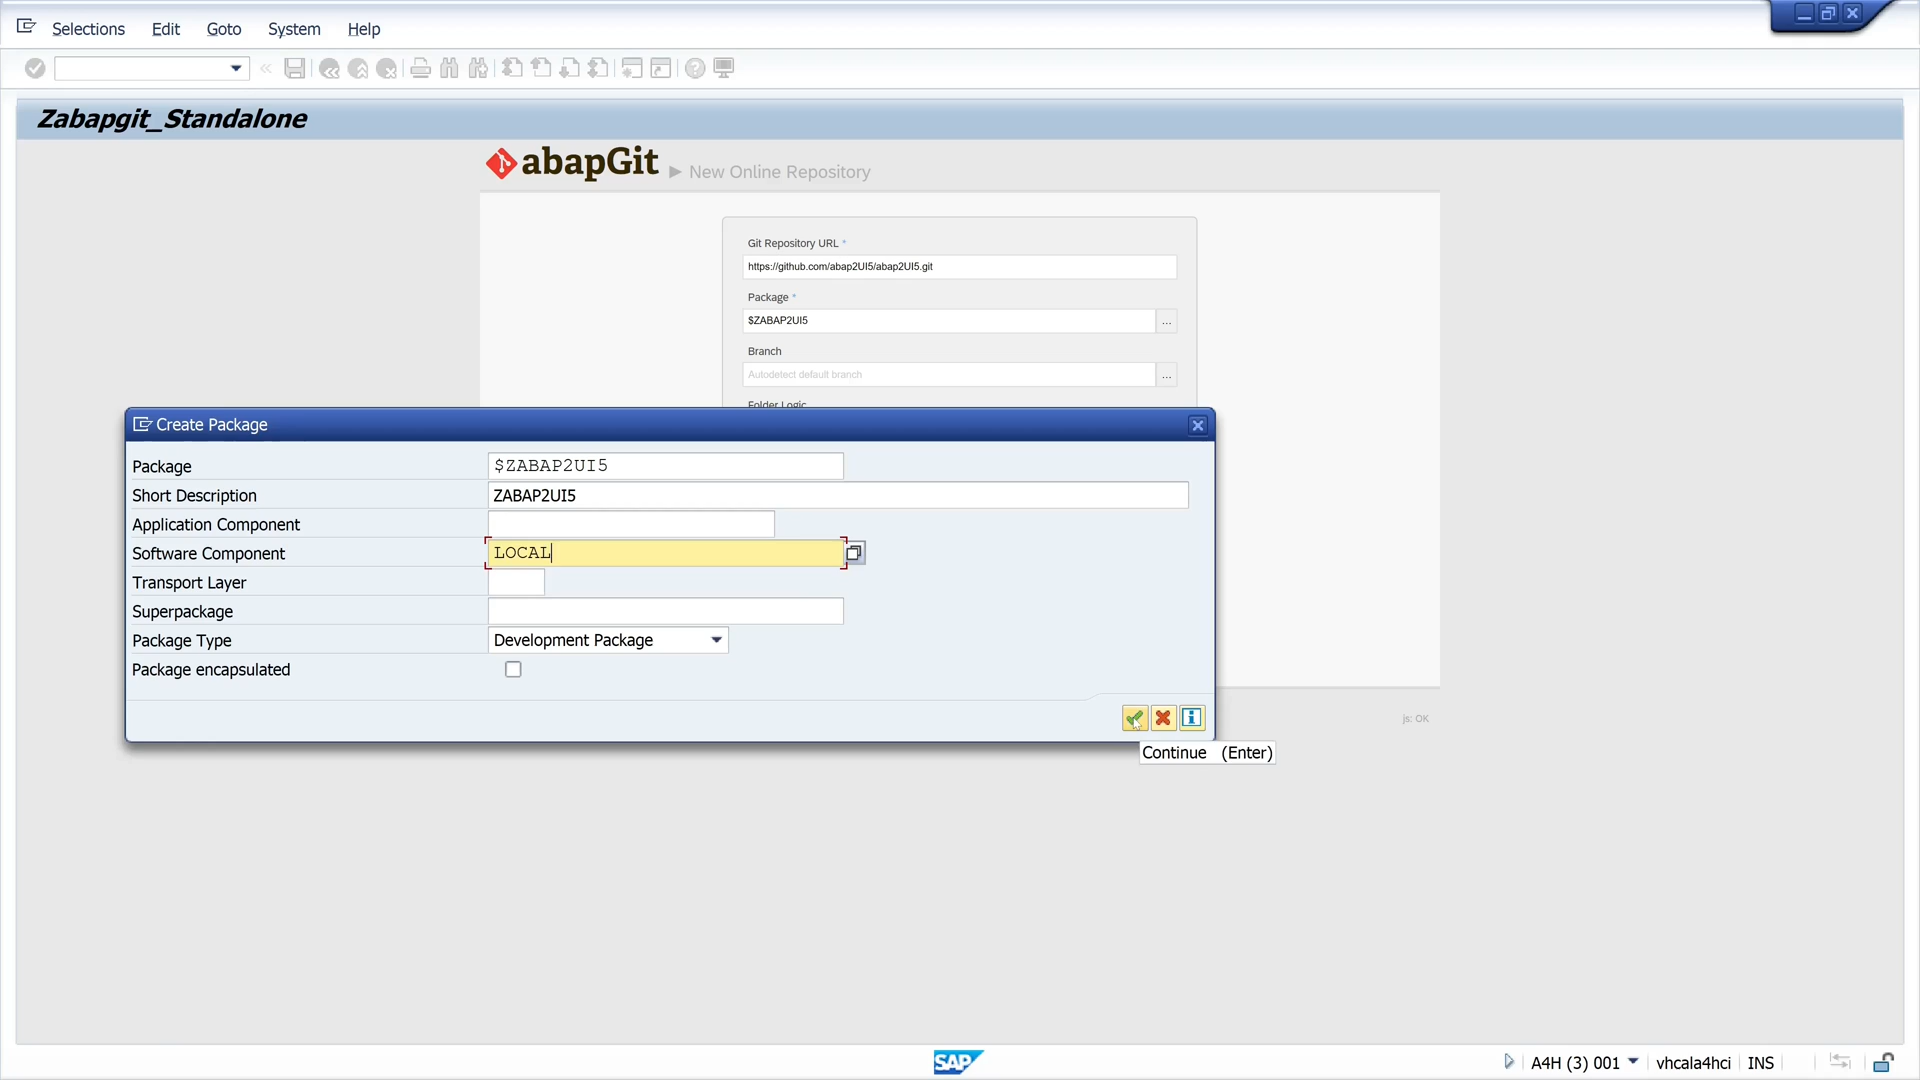 Selections Edit Goto System Help
Zabapgit_Standalone
abapGit ▶ New Online Repository
Git Repository URL *
https://github.com/abap2UI5/abap2UI5.git
Package *
$ZABAP2UI5
...
Branch
Autodetect default branch
...
Folder Logic
Create Package
Package $ZABAP2UI5
Short Description ZABAP2UI5
Application Component
Software Component LOCAL
Transport Layer
Superpackage
Package Type Development Package
Package encapsulated
js: OK
Continue (Enter)
SAP
A4H (3) 001 vhcala4hci INS